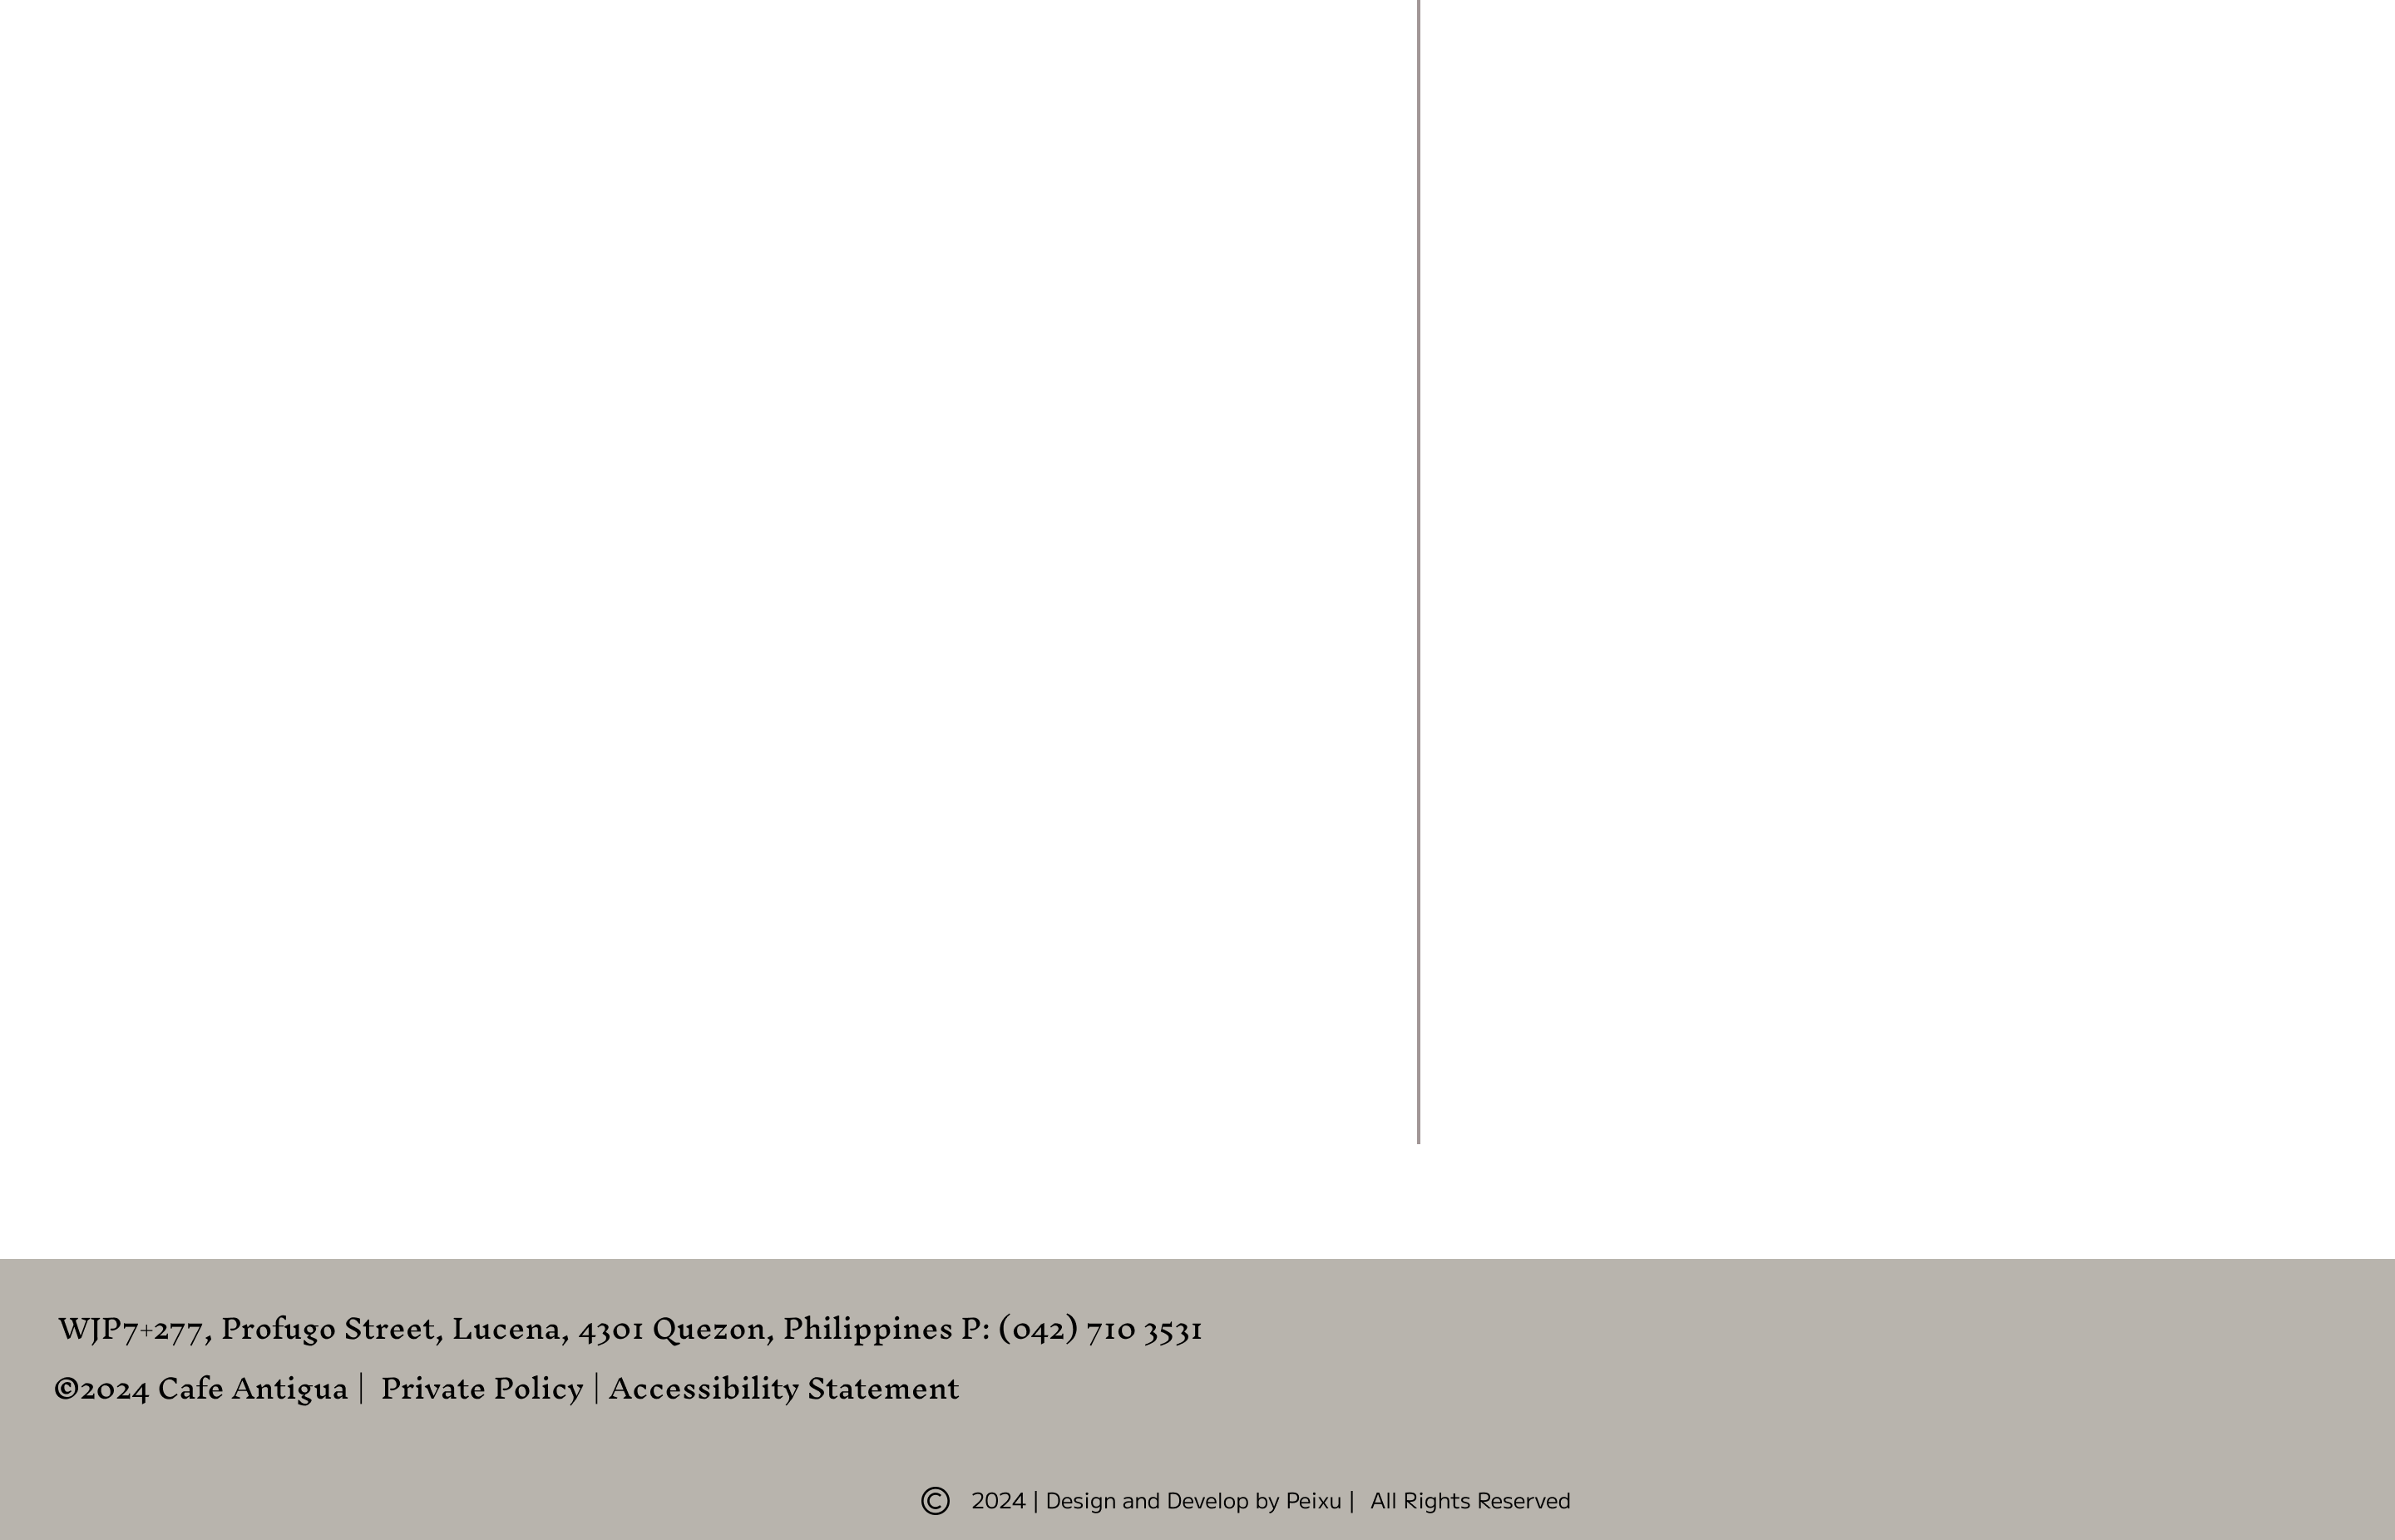 WJP7+277, Profugo Street, Lucena, 4301 Quezon, Philippines P: (042) 710 3531
©2024 Cafe Antigua | Private Policy | Accessibility Statement
© 2024 | Design and Develop by Peixu | All Rights Reserved